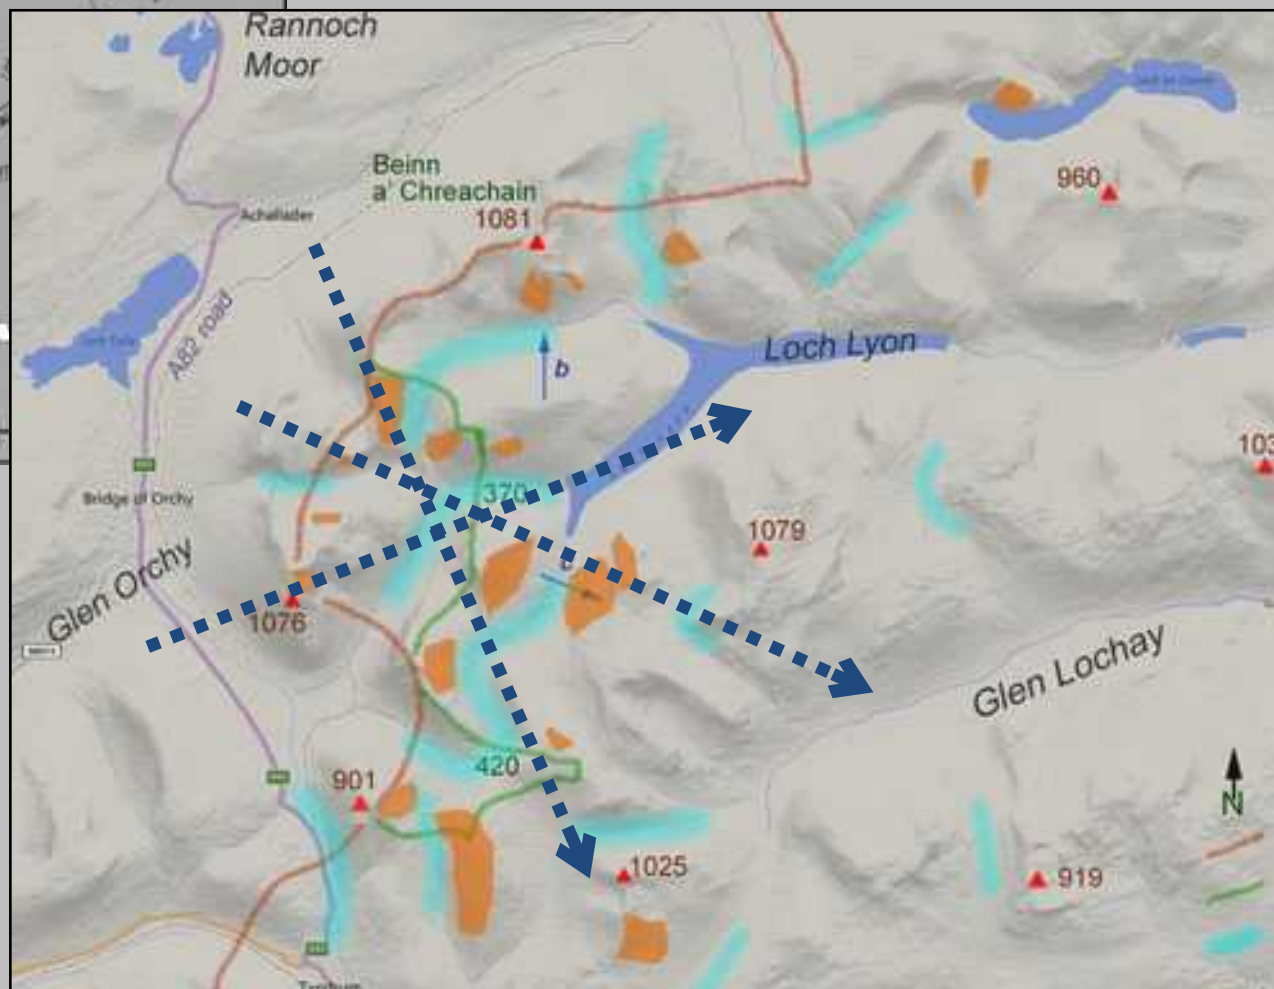 Rannoch
Moor
Beinn
a' Chreachain
1081
960
Achallader
A82 road
b
Loch Lyon
103
370
Bridge of Orchy
1079
Glen Orchy
c
1076
Glen Lochay
420
901
N
1025
919